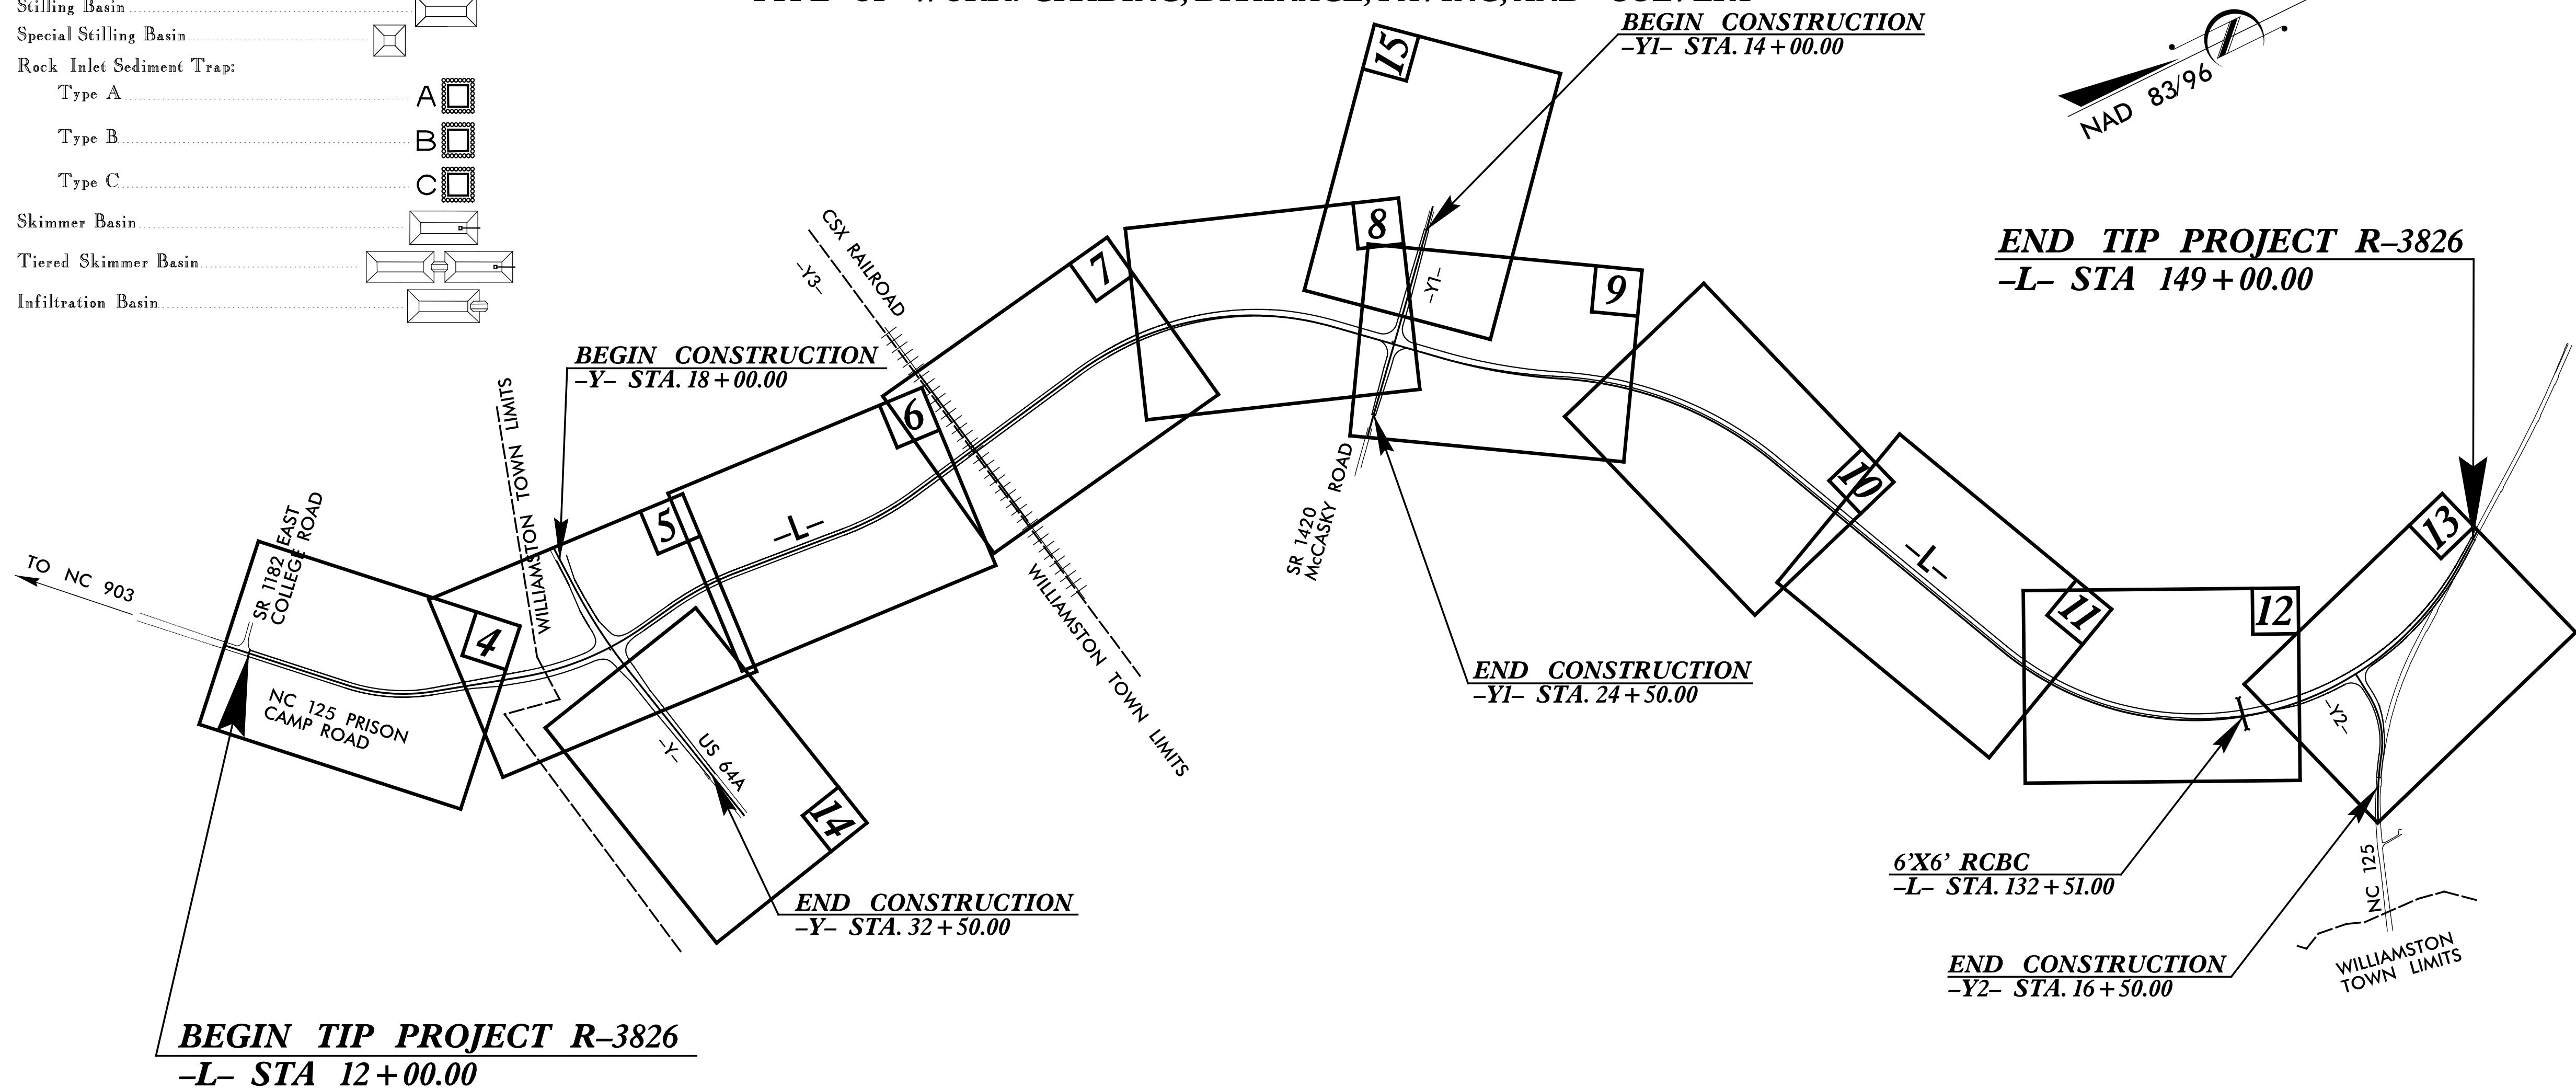 Stilling Basin
Special Stilling Basin
Rock Inlet Sediment Trap:
Type A
A
Type B
B
Type C
C
Skimmer Basin
Tiered Skimmer Basin
Infiltration Basin
BEGIN CONSTRUCTION
–Y1– STA. 14+00.00
NAD 83/96
15
8
–Y1–
9
END TIP PROJECT R–3826
–L– STA 149+00.00
CSX RAILROAD
–Y3–
7
BEGIN CONSTRUCTION
–Y– STA. 18+00.00
6
WILLIAMSTON TOWN LIMITS
5
–L–
SR 1182 EAST
COLLEGE ROAD
TO NC 903
4
NC 125 PRISON
CAMP ROAD
–Y–
US 64A
14
WILLIAMSTON TOWN LIMITS
SR 1420
McCASKY ROAD
10
–L–
11
12
13
–Y2–
END CONSTRUCTION
–Y1– STA. 24+50.00
END CONSTRUCTION
–Y– STA. 32+50.00
6'X6' RCBC
–L– STA. 132+51.00
NC 125
WILLIAMSTON
TOWN LIMITS
END CONSTRUCTION
–Y2– STA. 16+50.00
BEGIN TIP PROJECT R–3826
–L– STA 12+00.00